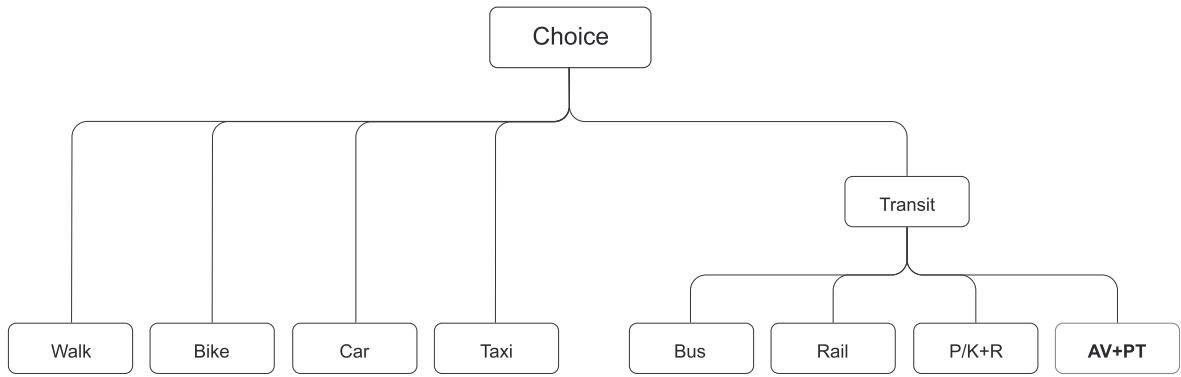 Choice
Transit
Walk
Bike
Car
Taxi
Bus
Rail
P/K+R
AV+PT